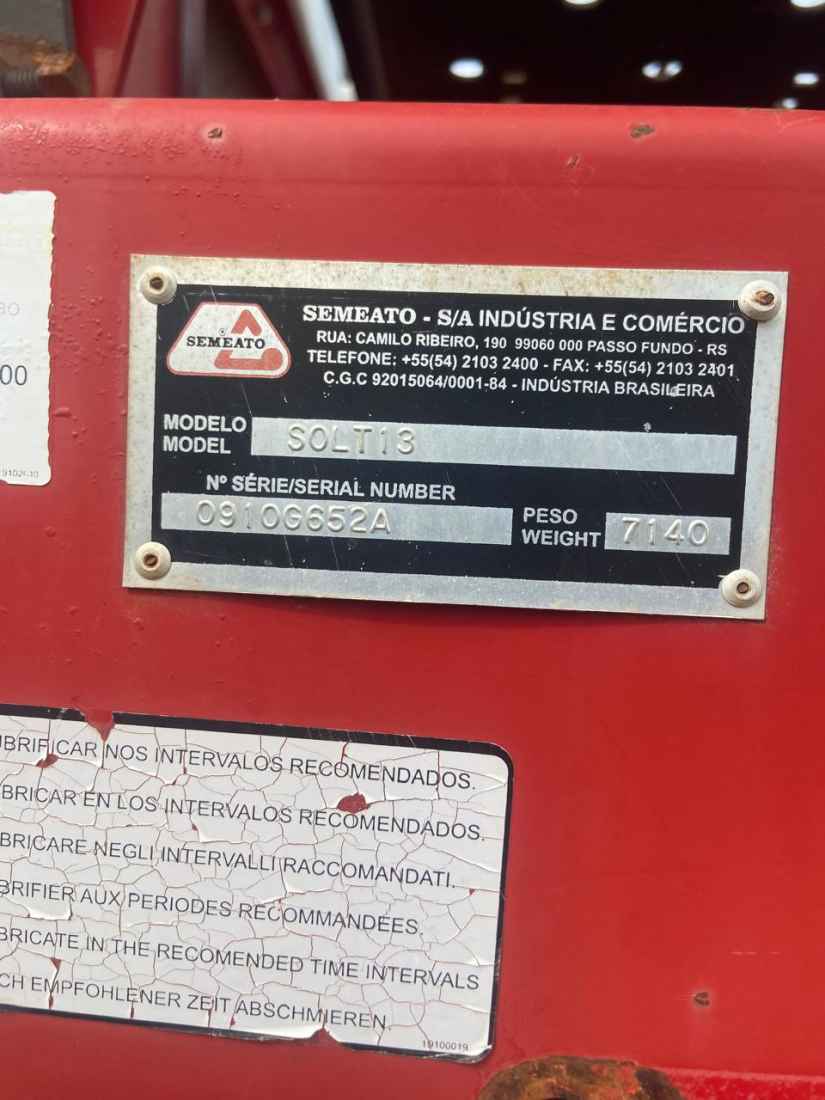 SEMEATO - S/A INDÚSTRIA E COMÉRCIO
RUA: CAMILO RIBEIRO, 190 99060 000 PASSO FUNDO - RS
TELEFONE: +55(54) 2103 2400 - FAX: +55(54) 2103 2401
C.G.C 92015064/0001-84 - INDÚSTRIA BRASILEIRA
SEMEATO
MODELO
MODEL
SOLT13
Nº SÉRIE/SERIAL NUMBER
0910G652A
PESO
WEIGHT
7140
00
UBRIFICAR NOS INTERVALOS RECOMENDADOS.
BRICAR EN LOS INTERVALOS RECOMENDADOS.
BRICARE NEGLI INTERVALLI RACCOMANDATI.
BRIFIER AUX PERIODES RECOMMANDÉES.
BRICATE IN THE RECOMENDED TIME INTERVALS
CH EMPFOHLENER ZEIT ABSCHMIEREN.
19100019